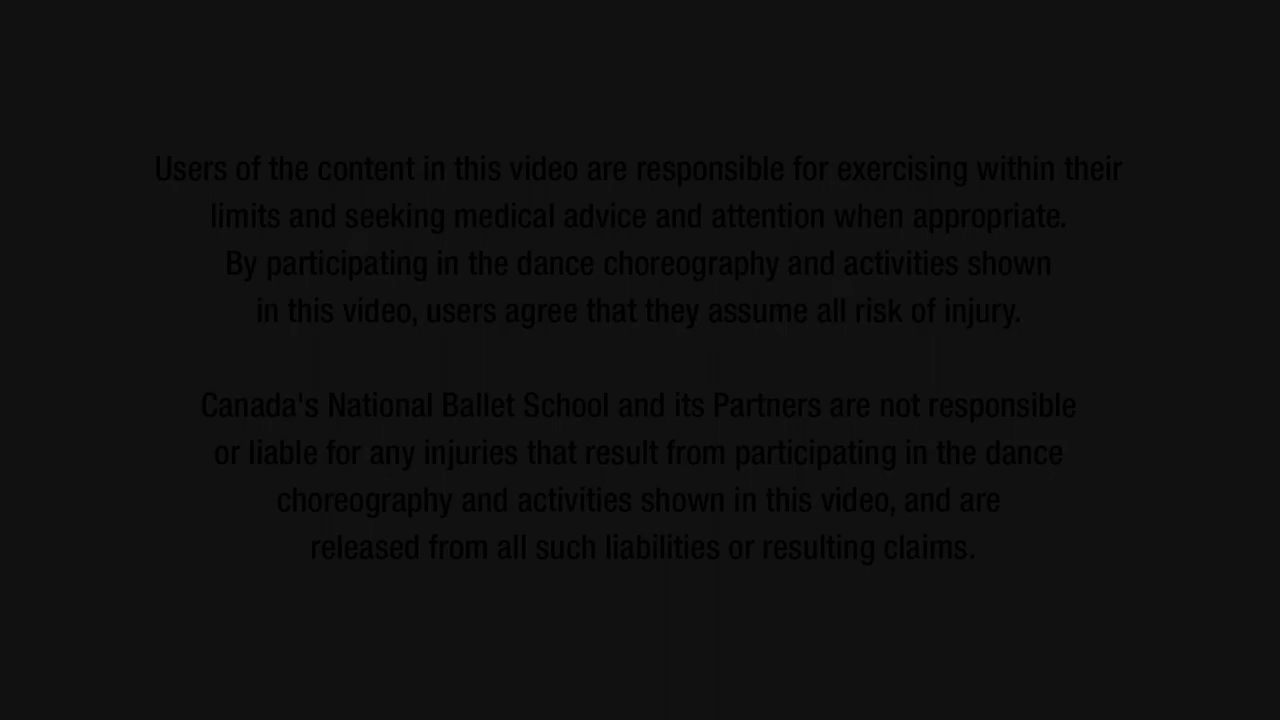 Users of the content in this video are responsible for exercising within their
limits and seeking medical advice and attention when appropriate.
By participating in the dance choreography and activities shown
in this video, users agree that they assume all risk of injury.
Canada's National Ballet School and its Partners are not responsible
or liable for any injuries that result from participating in the dance
choreography and activities shown in this video, and are
released from all such liabilities or resulting claims.